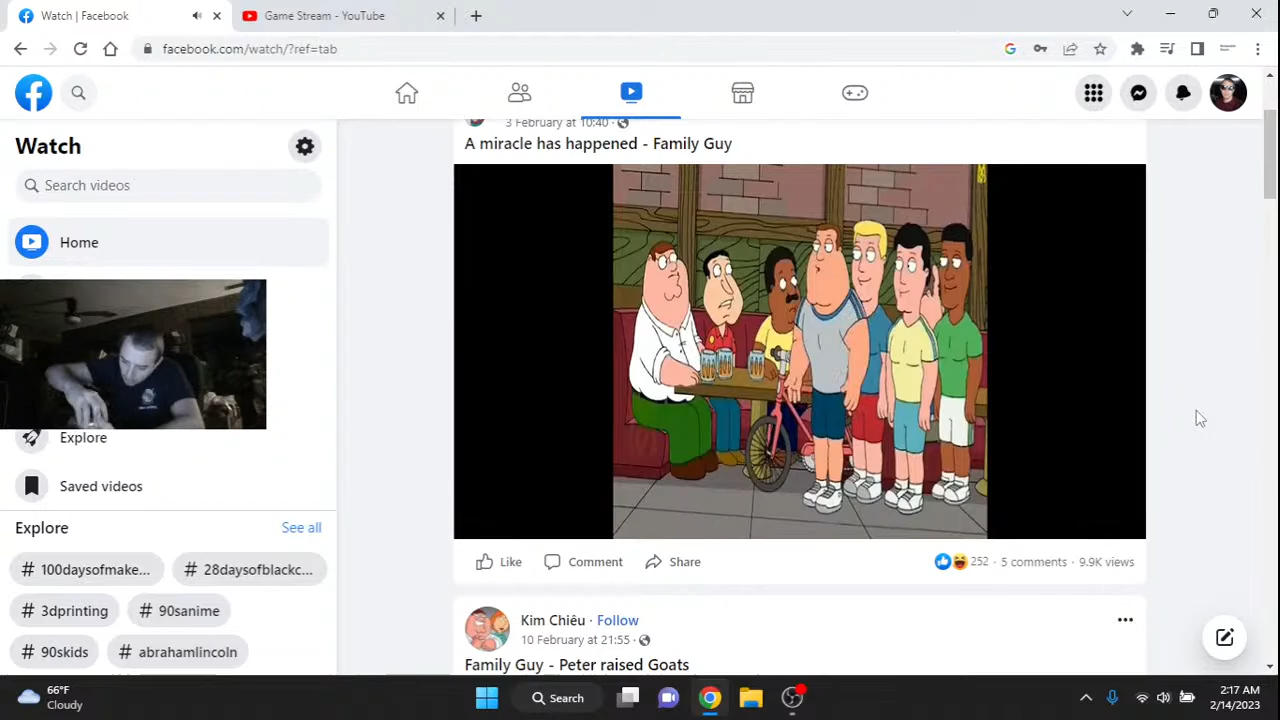 Watch | Facebook
Game Stream - YouTube
facebook.com/watch/?ref=tab
Watch
Search videos
Home
Explore
Saved videos
Explore
See all
# 100daysofmake...
# 28daysofblackc...
# 3dprinting
# 90sanime
# 90skids
# abrahamlincoln
3 February at 10:40 ·
A miracle has happened - Family Guy
Like
Comment
Share
252 · 5 comments · 9.9K views
Kim Chiêu · Follow
10 February at 21:55 ·
Family Guy - Peter raised Goats
66°F
Cloudy
Search
2:17 AM
2/14/2023